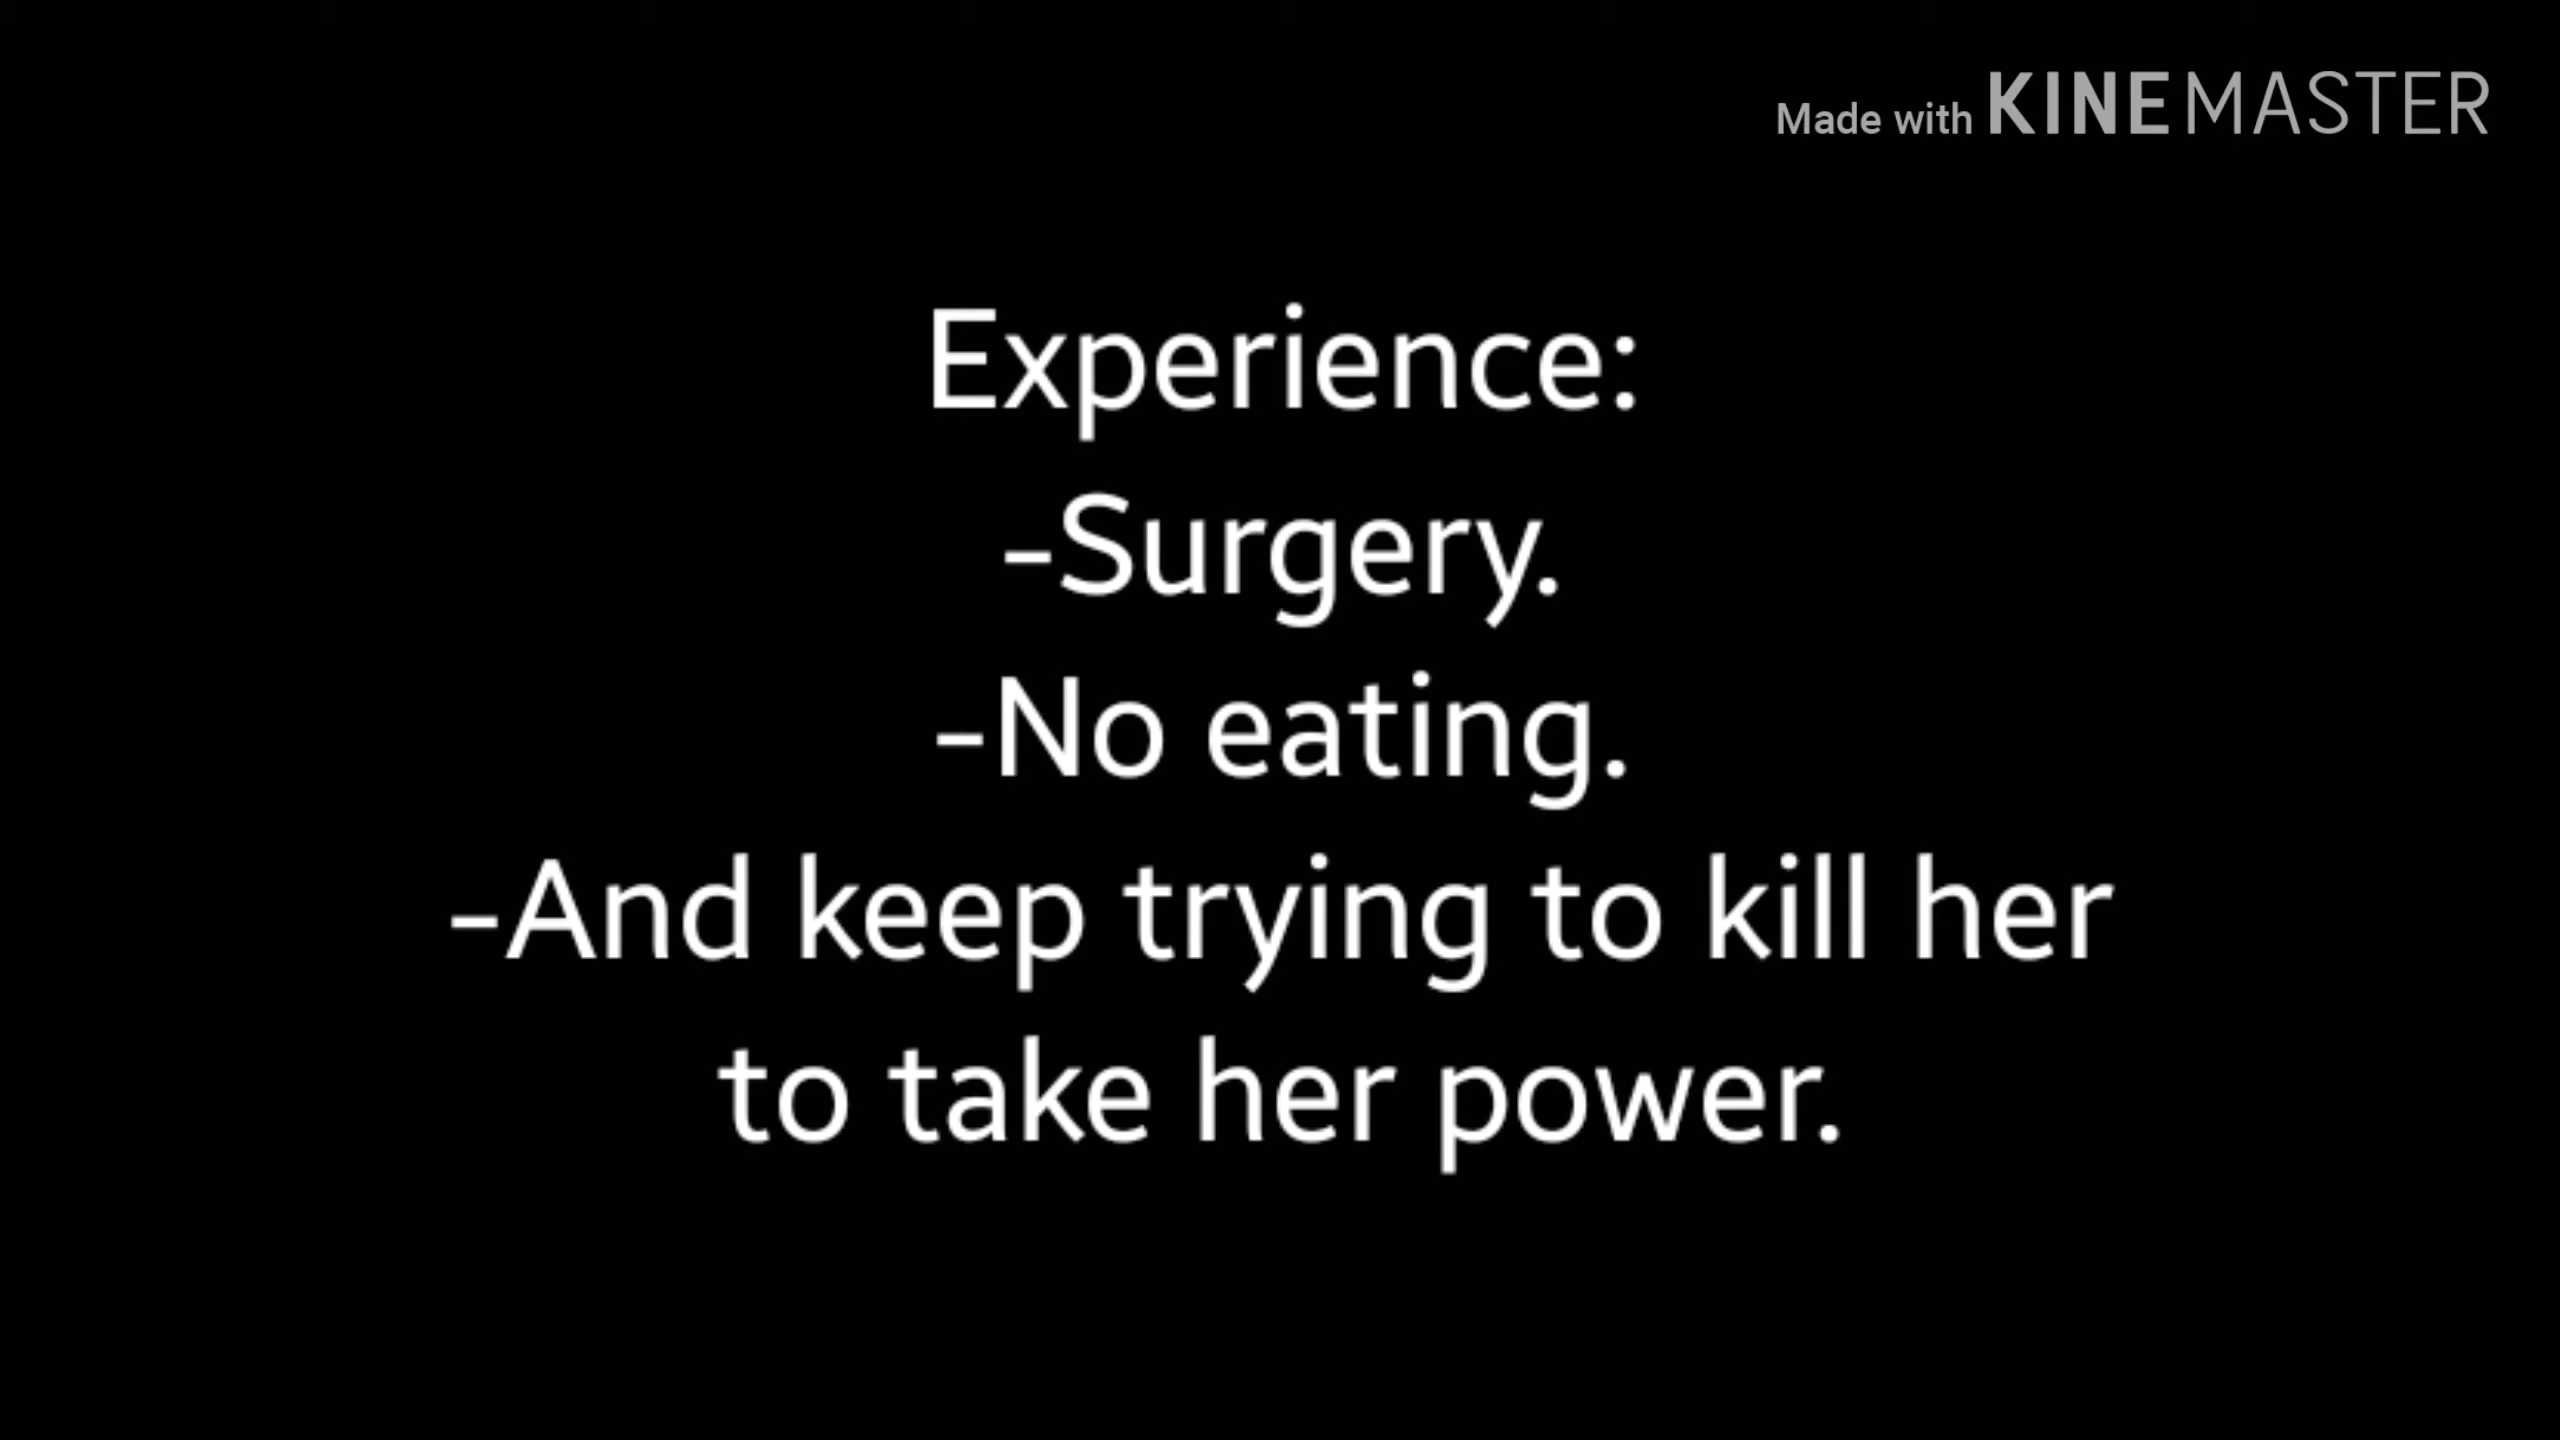 Made with KINEMASTER
Experience:
-Surgery.
-No eating.
-And keep trying to kill her
to take her power.